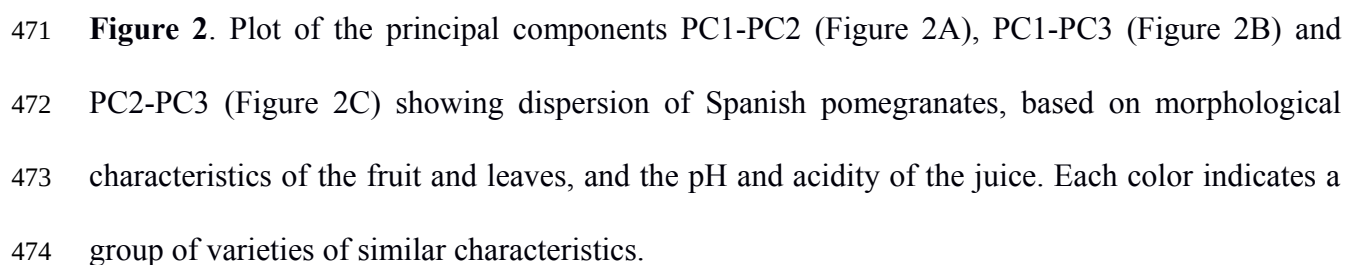 471 Figure 2. Plot of the principal components PC1-PC2 (Figure 2A), PC1-PC3 (Figure 2B) and
472 PC2-PC3 (Figure 2C) showing dispersion of Spanish pomegranates, based on morphological
473 characteristics of the fruit and leaves, and the pH and acidity of the juice. Each color indicates a
474 group of varieties of similar characteristics.